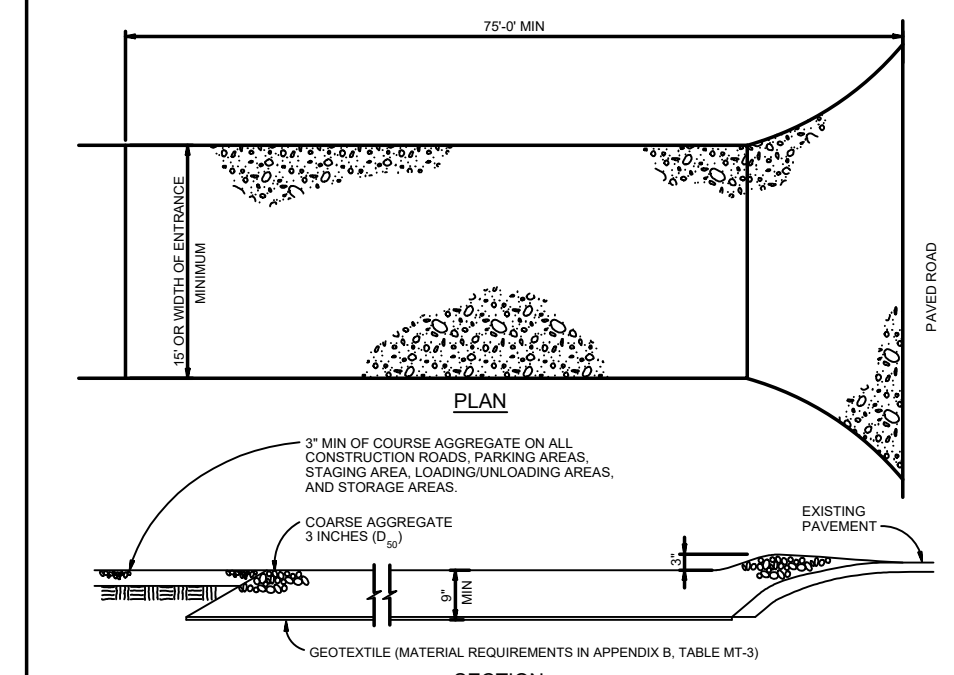 75'-0' MIN
15' OR WIDTH OF ENTRANCE
MINIMUM
PAVED ROAD
PLAN
3" MIN OF COURSE AGGREGATE ON ALL
CONSTRUCTION ROADS, PARKING AREAS,
STAGING AREA, LOADING/UNLOADING AREAS,
AND STORAGE AREAS.
COARSE AGGREGATE
3 INCHES (D50)
EXISTING
PAVEMENT
3"
9"
MIN
GEOTEXTILE (MATERIAL REQUIREMENTS IN APPENDIX B, TABLE MT-3)
SECTION